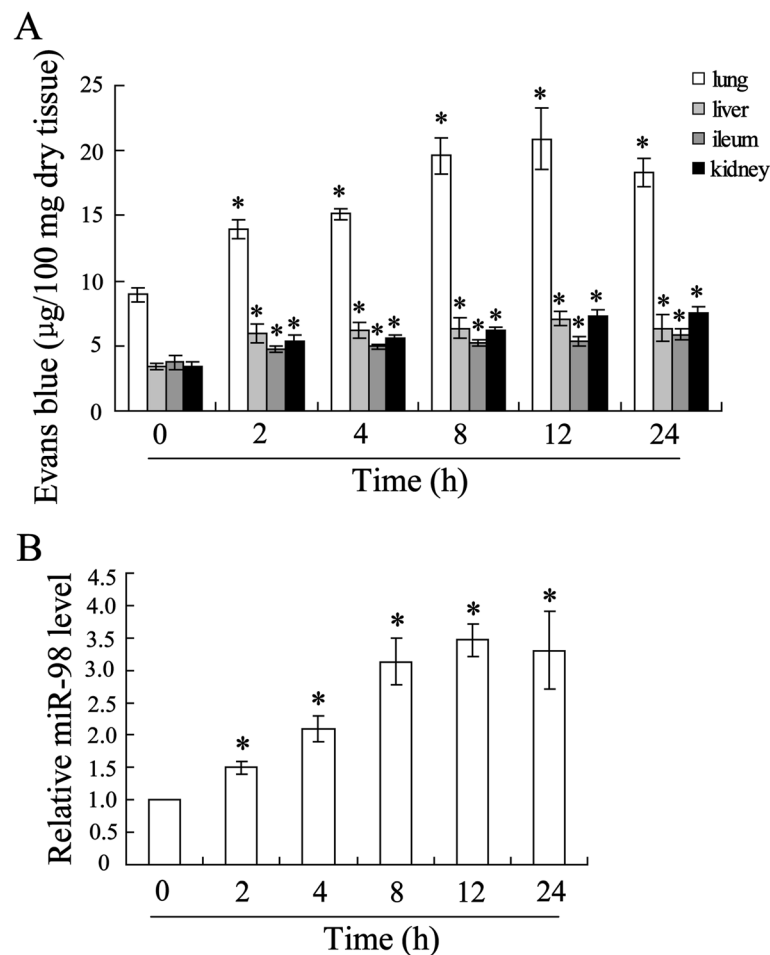 A
Evans blue (µg/100 mg dry tissue)
25
20
15
10
5
0
* * * * *
* * * * * * * * * * * * * * *
lung
liver
ileum
kidney
0 2 4 8 12 24
Time (h)
B
Relative miR-98 level
4.5
4.0
3.5
3.0
2.5
2.0
1.5
1.0
0.5
0
* * * * *
0 2 4 8 12 24
Time (h)